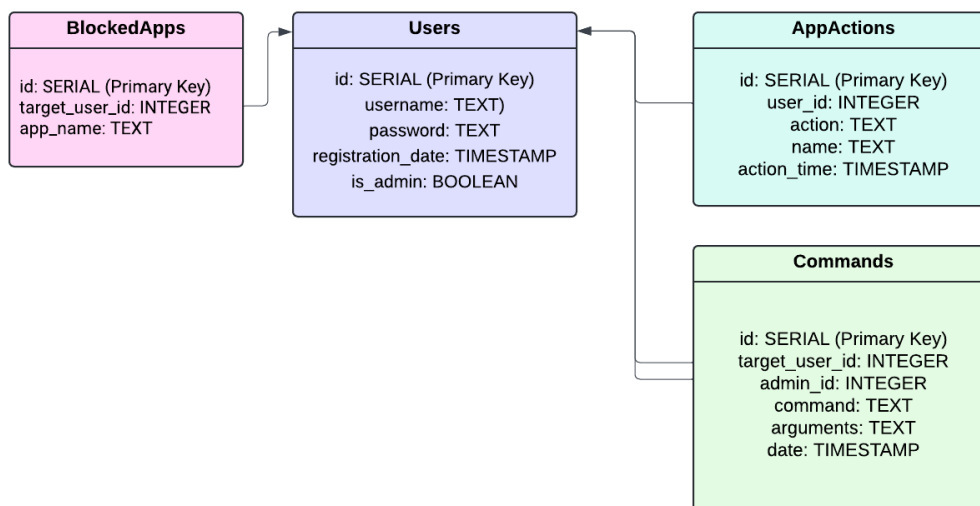 BlockedApps
id: SERIAL (Primary Key)
target_user_id: INTEGER
app_name: TEXT
Users
id: SERIAL (Primary Key)
username: TEXT)
password: TEXT
registration_date: TIMESTAMP
is_admin: BOOLEAN
AppActions
id: SERIAL (Primary Key)
user_id: INTEGER
action: TEXT
name: TEXT
action_time: TIMESTAMP
Commands
id: SERIAL (Primary Key)
target_user_id: INTEGER
admin_id: INTEGER
command: TEXT
arguments: TEXT
date: TIMESTAMP